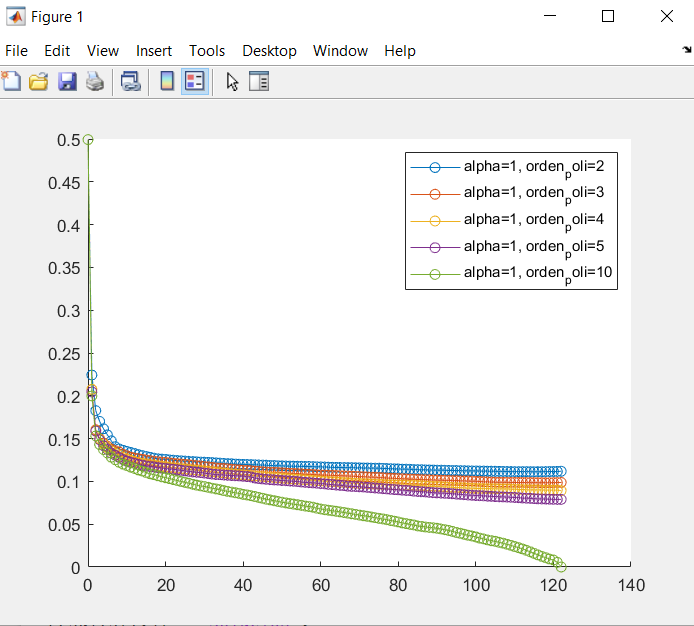 Figure 1
File Edit View Insert Tools Desktop Window Help
0.5
0.45
0.4
0.35
0.3
0.25
0.2
0.15
0.1
0.05
0
0 20 40 60 80 100 120 140
alpha=1, orden_poli=2
alpha=1, orden_poli=3
alpha=1, orden_poli=4
alpha=1, orden_poli=5
alpha=1, orden_poli=10